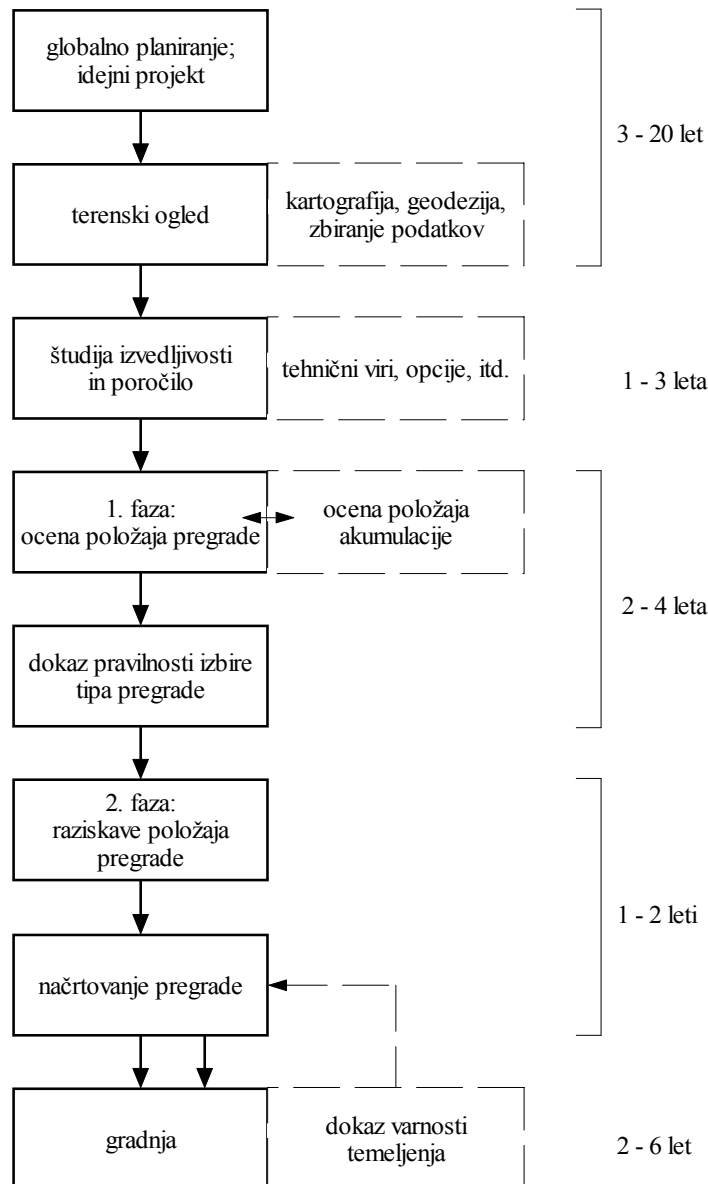 globalno planiranje;
idejni projekt
3 - 20 let
terenski ogled
kartografija, geodezija,
zbiranje podatkov
študija izvedljivosti
in poročilo
tehnični viri, opcije, itd.
1 - 3 leta
1. faza:
ocena položaja pregrade
ocena položaja
akumulacije
2 - 4 leta
dokaz pravilnosti izbire
tipa pregrade
2. faza:
raziskave položaja
pregrade
1 - 2 leti
načrtovanje pregrade
gradnja
dokaz varnosti
temeljenja
2 - 6 let